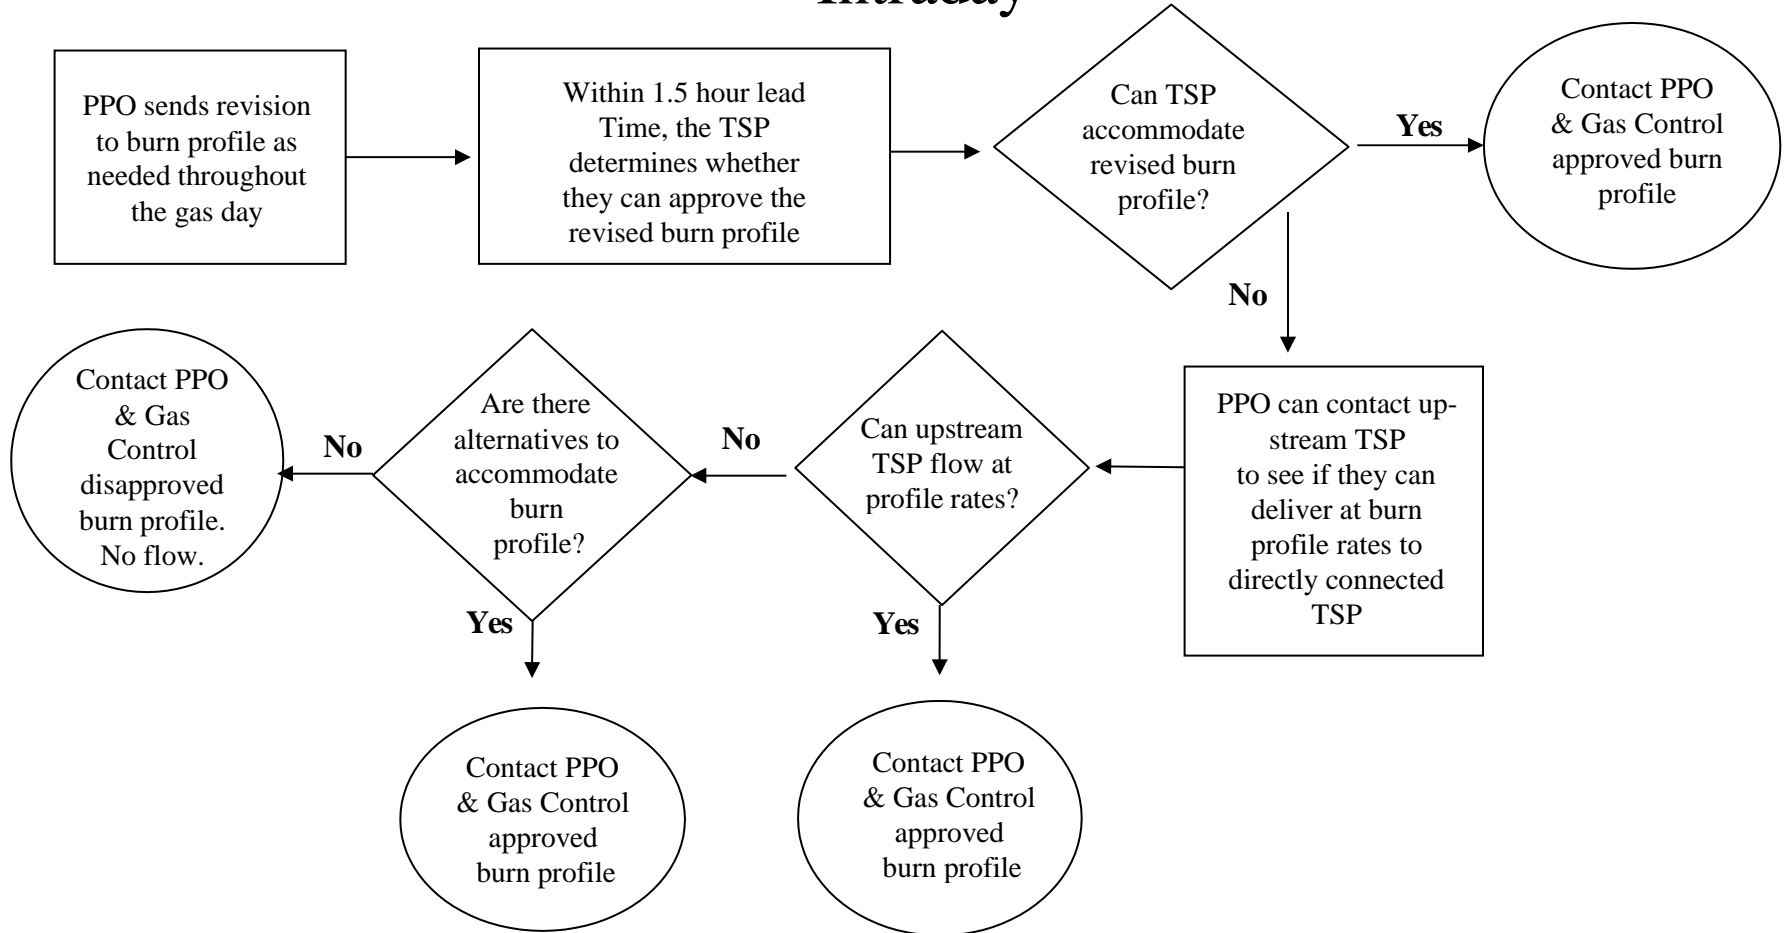 Intraday
PPO sends revision
to burn profile as
needed throughout
the gas day
Within 1.5 hour lead
Time, the TSP
determines whether
they can approve the
revised burn profile
Can TSP
accommodate
revised burn
profile?
Yes
Contact PPO
& Gas Control
approved burn
profile
No
PPO can contact up-
stream TSP
to see if they can
deliver at burn
profile rates to
directly connected
TSP
Can upstream
TSP flow at
profile rates?
No
Are there
alternatives to
accommodate
burn
profile?
No
Contact PPO
& Gas
Control
disapproved
burn profile.
No flow.
Yes
Contact PPO
& Gas Control
approved
burn profile
Yes
Contact PPO
& Gas Control
approved
burn profile